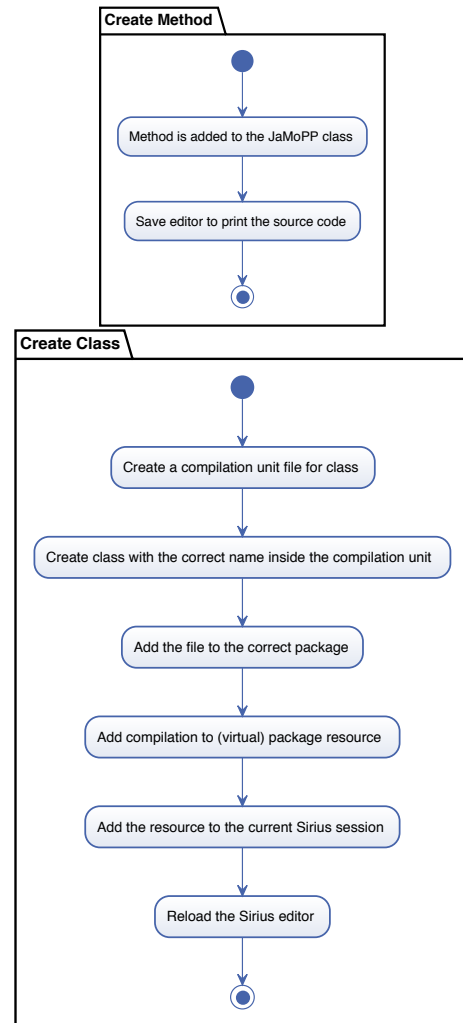 Create Method
Method is added to the JaMoPP class
Save editor to print the source code
Create Class
Create a compilation unit file for class
Create class with the correct name inside the compilation unit
Add the file to the correct package
Add compilation to (virtual) package resource
Add the resource to the current Sirius session
Reload the Sirius editor